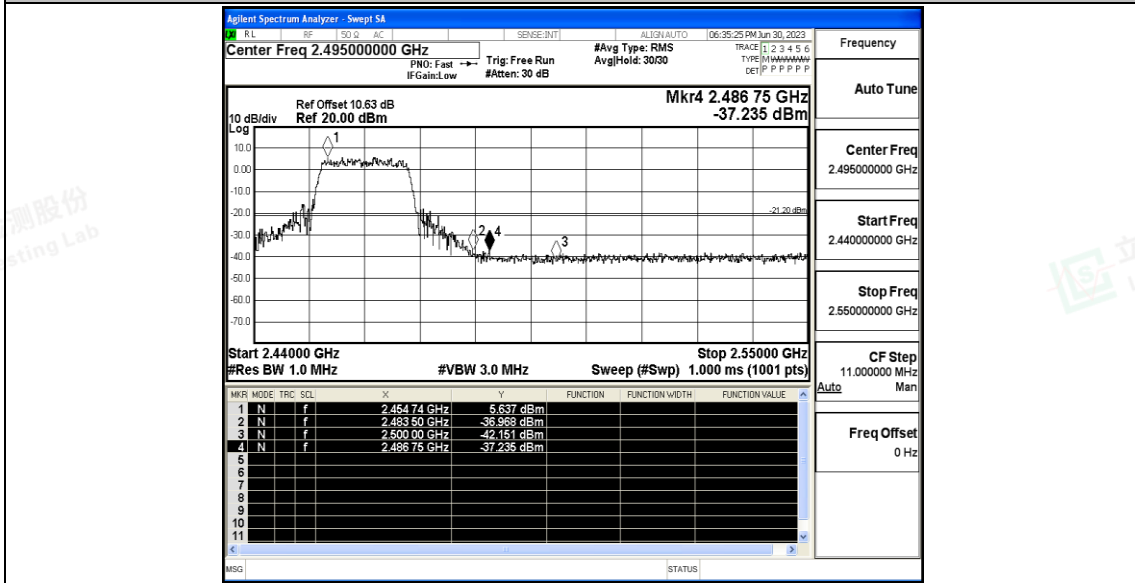 Agilent Spectrum Analyzer - Swept SA
RL RF 50 Ω AC SENSE:INT ALIGNAUTO 06:35:25 PM Jun 30, 2023
Center Freq 2.495000000 GHz
PNO: Fast
IFGain:Low
Trig: Free Run
#Atten: 30 dB
#Avg Type: RMS
Avg|Hold: 30/30
TRACE 1 2 3 4 5 6
TYPE MWWWWW
DET P P P P P P
Frequency
Mkr4 2.486 75 GHz
-37.235 dBm
Ref Offset 10.63 dB
10 dB/div Ref 20.00 dBm
Log
10.0
0.00
-10.0
-20.0
-30.0
-40.0
-50.0
-60.0
-70.0
1
2
4
3
-21.20 dBm
Start 2.44000 GHz
Stop 2.55000 GHz
#Res BW 1.0 MHz
#VBW 3.0 MHz
Sweep (#Swp) 1.000 ms (1001 pts)
MKR MODE TRC SCL X Y FUNCTION FUNCTION WIDTH FUNCTION VALUE
1 N f 2.454 74 GHz 5.637 dBm
2 N f 2.483 50 GHz -36.968 dBm
3 N f 2.500 00 GHz -42.151 dBm
4 N f 2.486 75 GHz -37.235 dBm
5
6
7
8
9
10
11
MSG
STATUS
Auto Tune
Center Freq
2.495000000 GHz
Start Freq
2.440000000 GHz
Stop Freq
2.550000000 GHz
CF Step
11.000000 MHz
Auto Man
Freq Offset
0 Hz
测股份
sting Lab
立